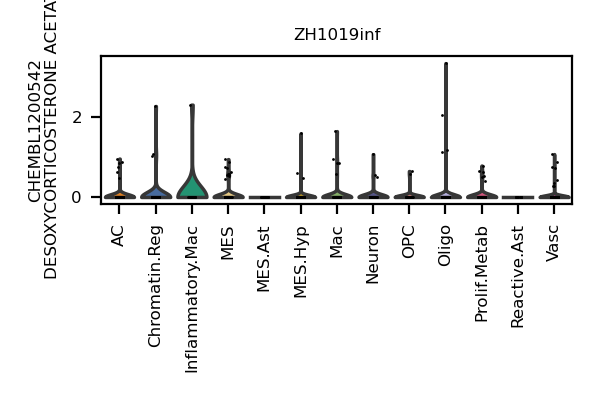 ZH1019inf
CHEMBL1200542
DESOXYCORTICOSTERONE
2
0
AC
Chromatin.Reg
Inflammatory.Mac
MES
MES.Ast
MES.Hyp
Mac
Neuron
OPC
Oligo
Prolif.Metab
Reactive.Ast
Vasc